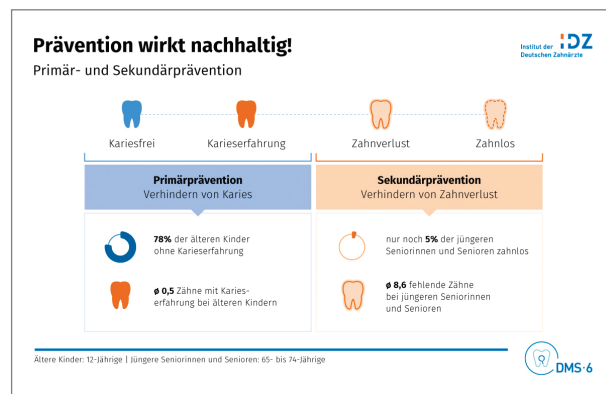 Prävention wirkt nachhaltig!
Primär- und Sekundärprävention
Institut der IDZ
Deutschen Zahnärzte
Kariesfrei
Karieserfahrung
Zahnverlust
Zahnlos
Primärprävention
Verhindern von Karies
Sekundärprävention
Verhindern von Zahnverlust
78% der älteren Kinder
ohne Karieserfahrung
ø 0,5 Zähne mit Karies-
erfahrung bei älteren Kindern
nur noch 5% der jüngeren
Seniorinnen und Senioren zahnlos
ø 8,6 fehlende Zähne
bei jüngeren Seniorinnen
und Senioren
Ältere Kinder: 12-Jährige | Jüngere Seniorinnen und Senioren: 65- bis 74-Jährige
DMS•6